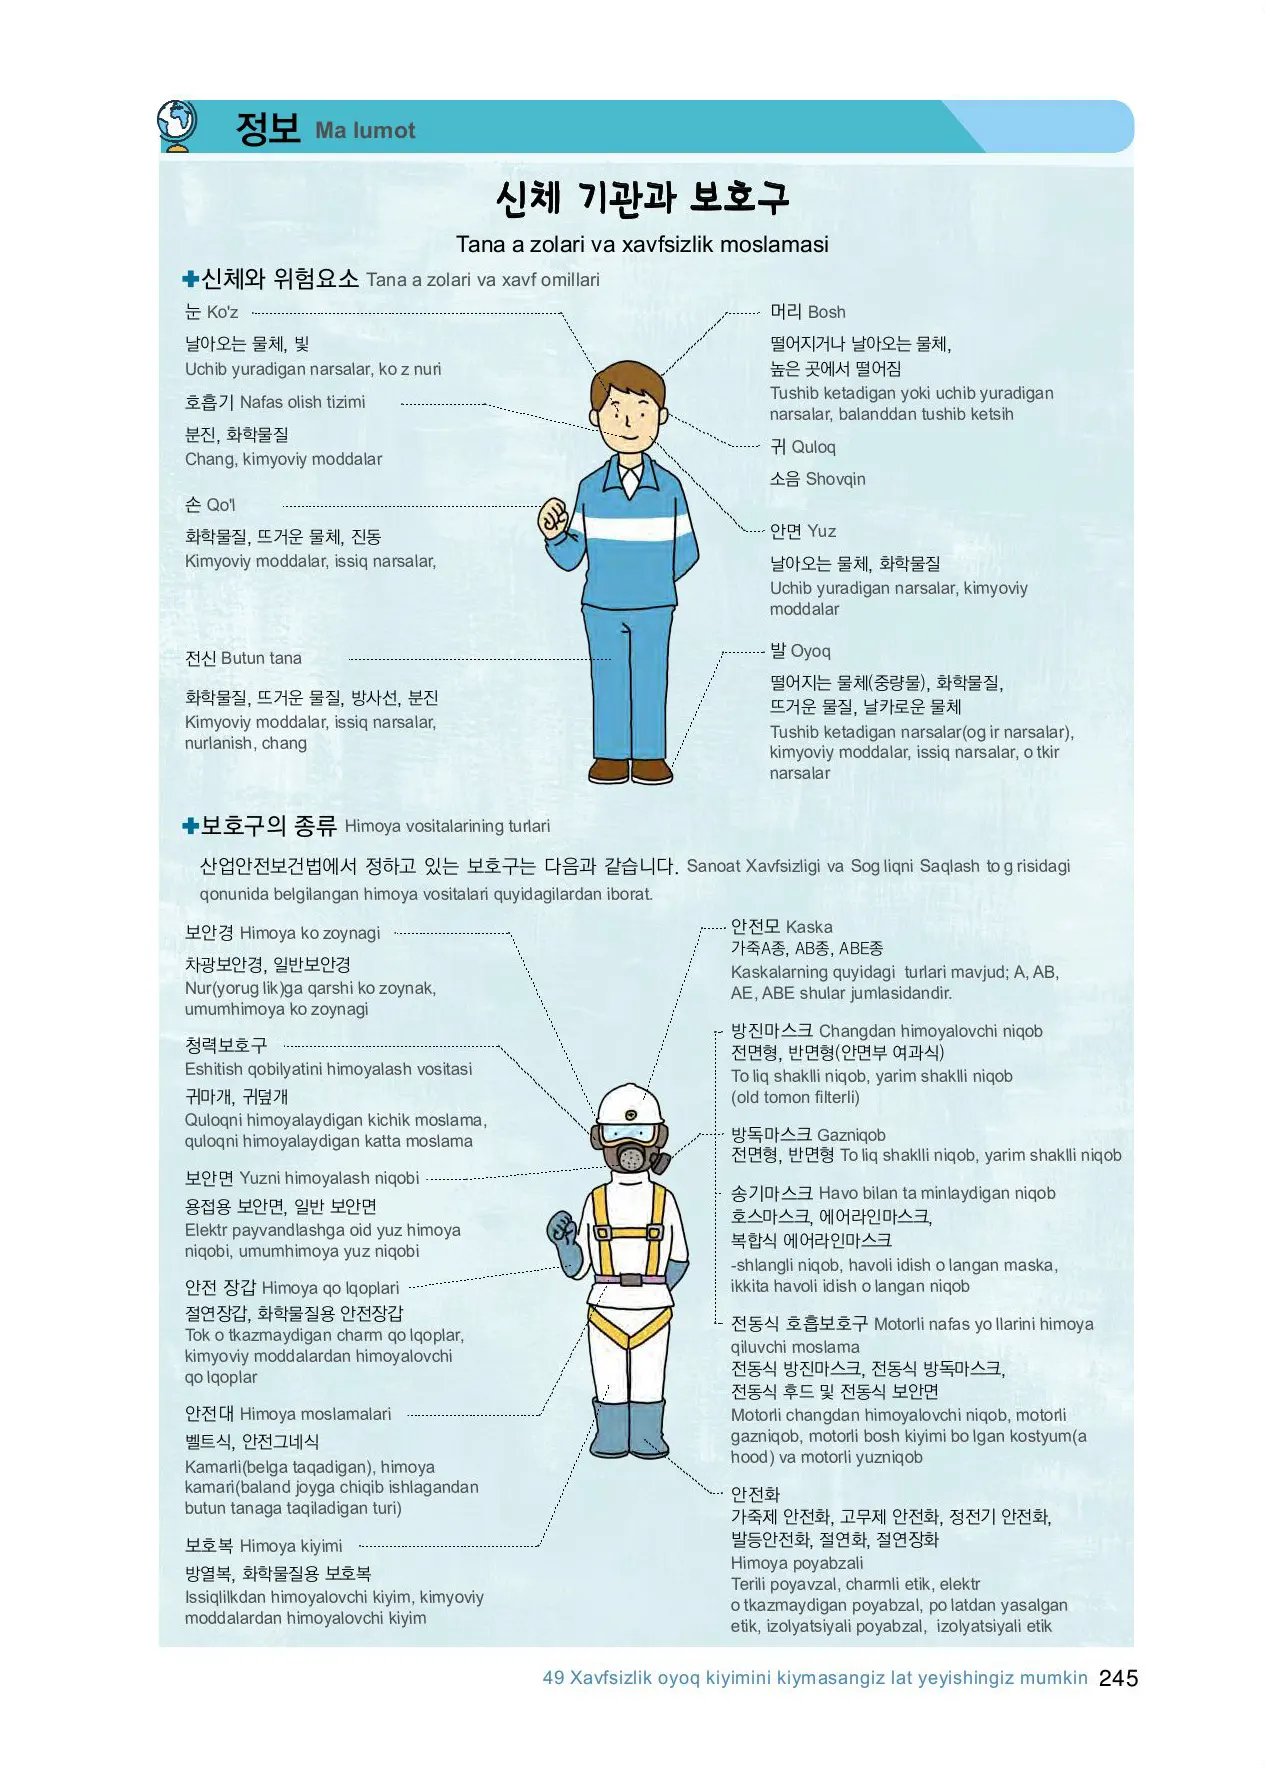 정보 Ma lumot
신체 기관과 보호구
Tana a zolari va xavfsizlik moslamasi
신체와 위험요소 Tana a zolari va xavf omillari
눈 Ko'z
날아오는 물체, 빛
Uchib yuradigan narsalar, ko z nuri
호흡기 Nafas olish tizimi
분진, 화학물질
Chang, kimyoviy moddalar
손 Qo'l
화학물질, 뜨거운 물체, 진동
Kimyoviy moddalar, issiq narsalar,
전신 Butun tana
화학물질, 뜨거운 물질, 방사선, 분진
Kimyoviy moddalar, issiq narsalar,
nurlanish, chang
머리 Bosh
떨어지거나 날아오는 물체,
높은 곳에서 떨어짐
Tushib ketadigan yoki uchib yuradigan
narsalar, balanddan tushib ketsih
귀 Quloq
소음 Shovqin
안면 Yuz
날아오는 물체, 화학물질
Uchib yuradigan narsalar, kimyoviy
moddalar
발 Oyoq
떨어지는 물체(중량물), 화학물질,
뜨거운 물질, 날카로운 물체
Tushib ketadigan narsalar(og ir narsalar),
kimyoviy moddalar, issiq narsalar, o tkir
narsalar
보호구의 종류 Himoya vositalarining turlari
산업안전보건법에서 정하고 있는 보호구는 다음과 같습니다. Sanoat Xavfsizligi va Sog liqni Saqlash to g risidagi
qonunida belgilangan himoya vositalari quyidagilardan iborat.
보안경 Himoya ko zoynagi
차광보안경, 일반보안경
Nur(yorug lik)ga qarshi ko zoynak,
umumhimoya ko zoynagi
청력보호구
Eshitish qobilyatini himoyalash vositasi
귀마개, 귀덮개
Quloqni himoyalaydigan kichik moslama,
quloqni himoyalaydigan katta moslama
보안면 Yuzni himoyalash niqobi
용접용 보안면, 일반 보안면
Elektr payvandlashga oid yuz himoya
niqobi, umumhimoya yuz niqobi
안전 장갑 Himoya qo lqoplari
절연장갑, 화학물질용 안전장갑
Tok o tkazmaydigan charm qo lqoplar,
kimyoviy moddalardan himoyalovchi
qo lqoplar
안전대 Himoya moslamalari
벨트식, 안전그네식
Kamarli(belga taqadigan), himoya
kamari(baland joyga chiqib ishlagandan
butun tanaga taqiladigan turi)
보호복 Himoya kiyimi
방열복, 화학물질용 보호복
Issiqlilkdan himoyalovchi kiyim, kimyoviy
moddalardan himoyalovchi kiyim
안전모 Kaska
가죽A종, AB종, ABE종
Kaskalarning quyidagi turlari mavjud; A, AB,
AE, ABE shular jumlasidandir.
방진마스크 Changdan himoyalovchi niqob
전면형, 반면형(안면부 여과식)
To liq shaklli niqob, yarim shaklli niqob
(old tomon filterli)
방독마스크 Gazniqob
전면형, 반면형 To liq shaklli niqob, yarim shaklli niqob
송기마스크 Havo bilan ta minlaydigan niqob
호스마스크, 에어라인마스크,
복합식 에어라인마스크
-shlangli niqob, havoli idish o langan maska,
ikkita havoli idish o langan niqob
전동식 호흡보호구 Motorli nafas yo llarini himoya
qiluvchi moslama
전동식 방진마스크, 전동식 방독마스크,
전동식 후드 및 전동식 보안면
Motorli changdan himoyalovchi niqob, motorli
gazniqob, motorli bosh kiyimi bo lgan kostyum(a
hood) va motorli yuzniqob
안전화
가죽제 안전화, 고무제 안전화, 정전기 안전화,
발등안전화, 절연화, 절연장화
Himoya poyabzali
Terili poyavzal, charmli etik, elektr
o tkazmaydigan poyabzal, po latdan yasalgan
etik, izolyatsiyali poyabzal, izolyatsiyali etik
49 Xavfsizlik oyoq kiyimini kiymasangiz lat yeyishingiz mumkin 245